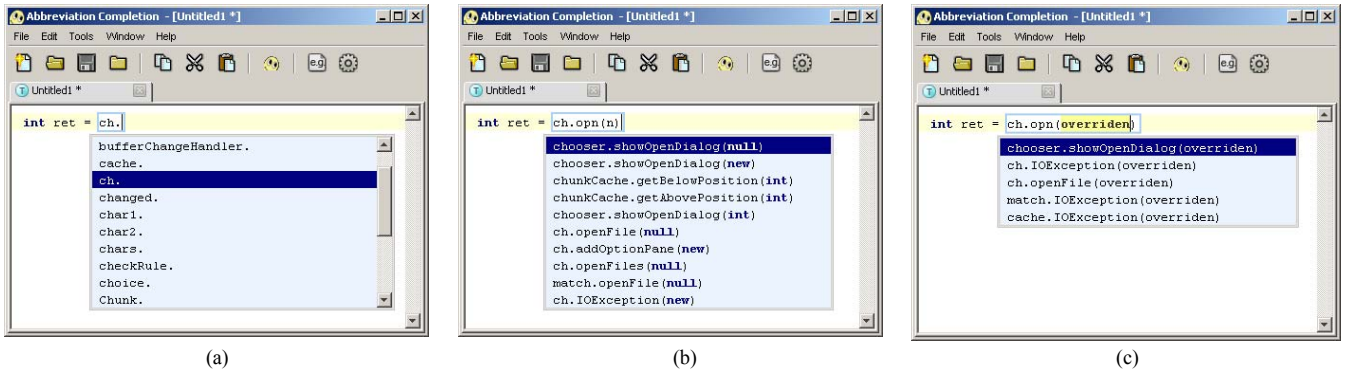 Abbreviation Completion - [Untitled1 *]
File Edit Tools Window Help
e.g
Untitled1 *
int ret = ch.
bufferChangeHandler.
cache.
ch.
changed.
char1.
char2.
chars.
checkRule.
choice.
Chunk.
(a)
Abbreviation Completion - [Untitled1 *]
File Edit Tools Window Help
e.g
Untitled1 *
int ret = ch.opn(n)
chooser.showOpenDialog(null)
chooser.showOpenDialog(new)
chunkCache.getBelowPosition(int)
chunkCache.getAbovePosition(int)
chooser.showOpenDialog(int)
ch.openFile(null)
ch.addOptionPane(new)
ch.openFiles(null)
match.openFile(null)
ch.IOException(new)
(b)
Abbreviation Completion - [Untitled1 *]
File Edit Tools Window Help
e.g
Untitled1 *
int ret = ch.opn(overriden)
chooser.showOpenDialog(overriden)
ch.IOException(overriden)
ch.openFile(overriden)
match.IOException(overriden)
cache.IOException(overriden)
(c)